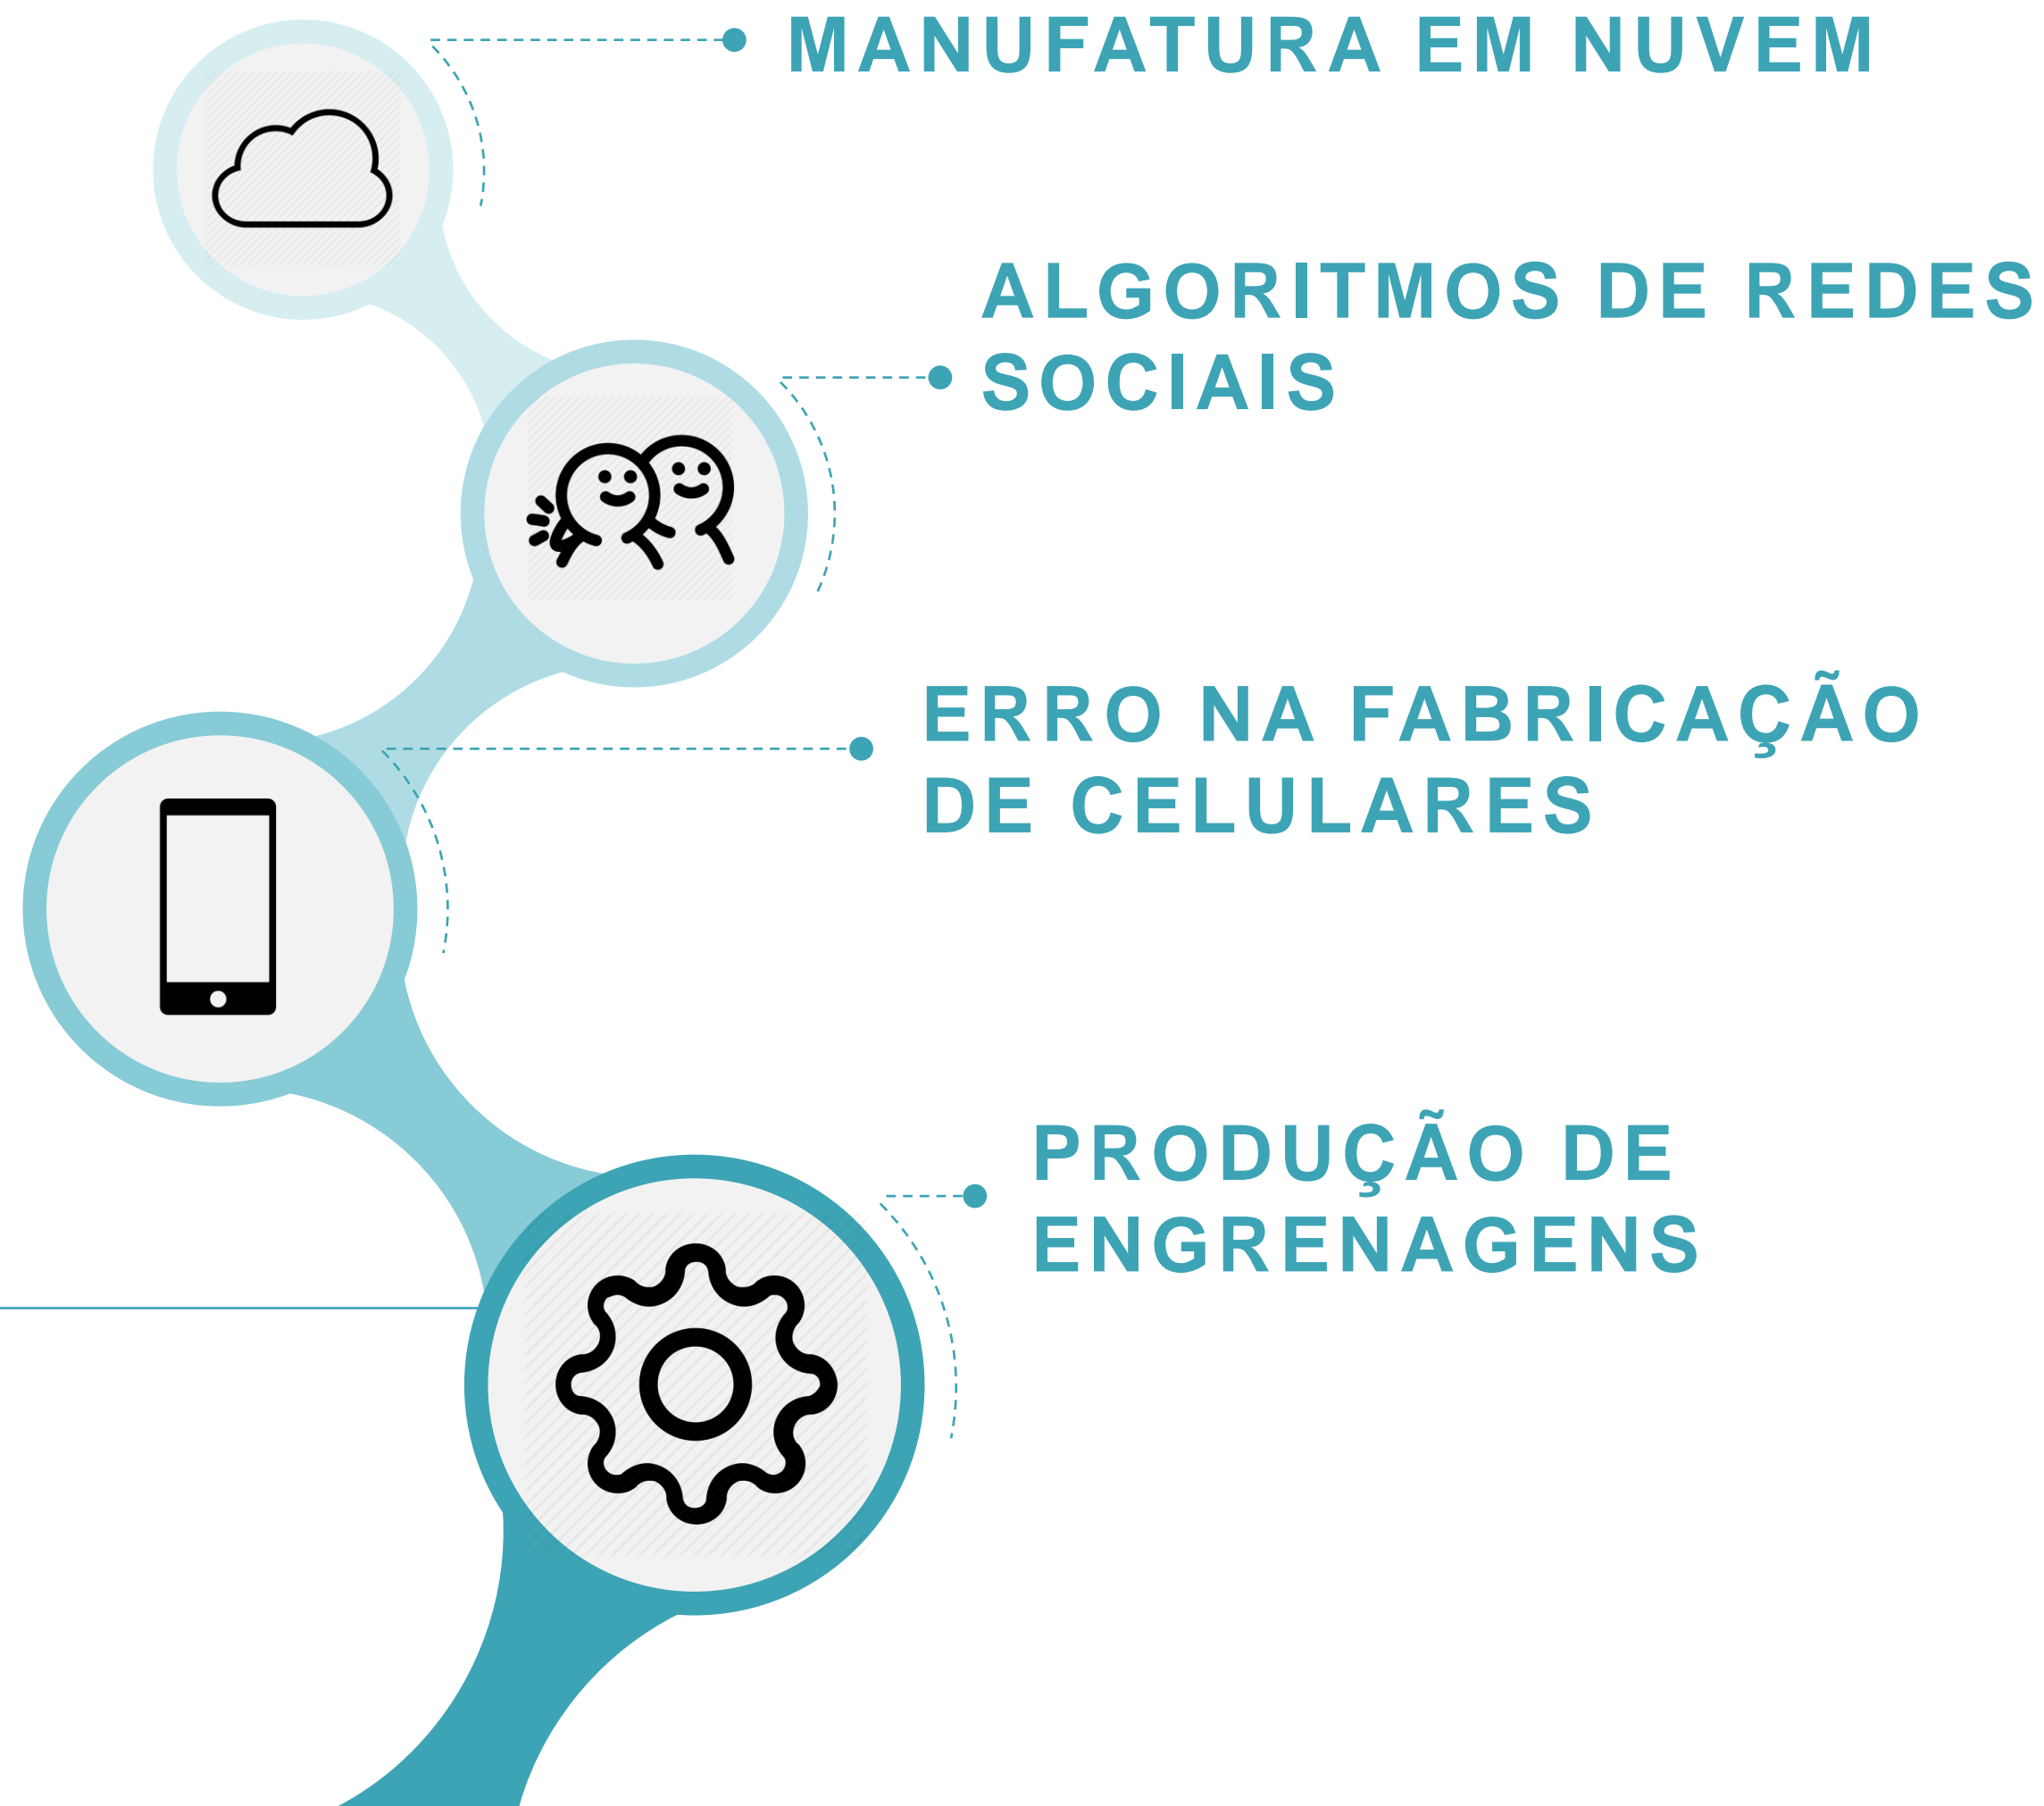 MANUFATURA EM NUVEM
ALGORITMOS DE REDES
SOCIAIS
ERRO NA FABRICAÇÃO
DE CELULARES
PRODUÇÃO DE
ENGRENAGENS